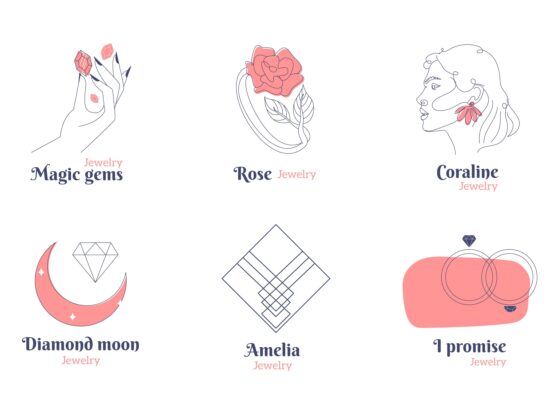 Jewelry
Magic gems
Rose Jewelry
Coraline
Jewelry
Diamond moon
Jewelry
Amelia
Jewelry
I promise
Jewelry